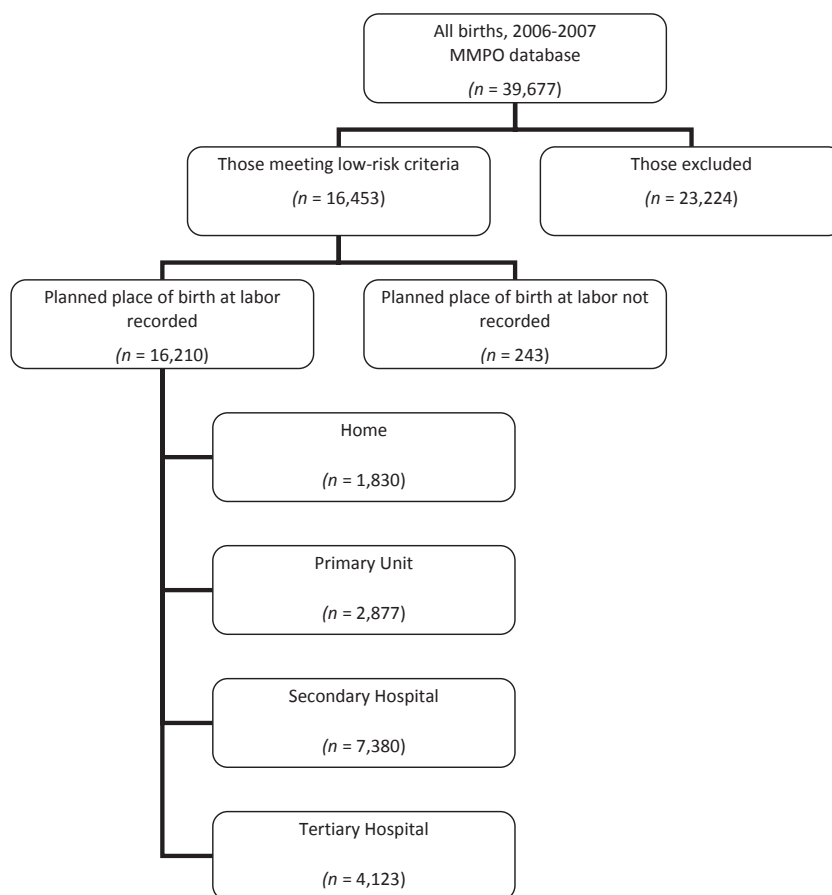 All births, 2006-2007
MMPO database
(n = 39,677)
Those meeting low-risk criteria
(n = 16,453)
Those excluded
(n = 23,224)
Planned place of birth at labor
recorded
(n = 16,210)
Planned place of birth at labor not
recorded
(n = 243)
Home
(n = 1,830)
Primary Unit
(n = 2,877)
Secondary Hospital
(n = 7,380)
Tertiary Hospital
(n = 4,123)